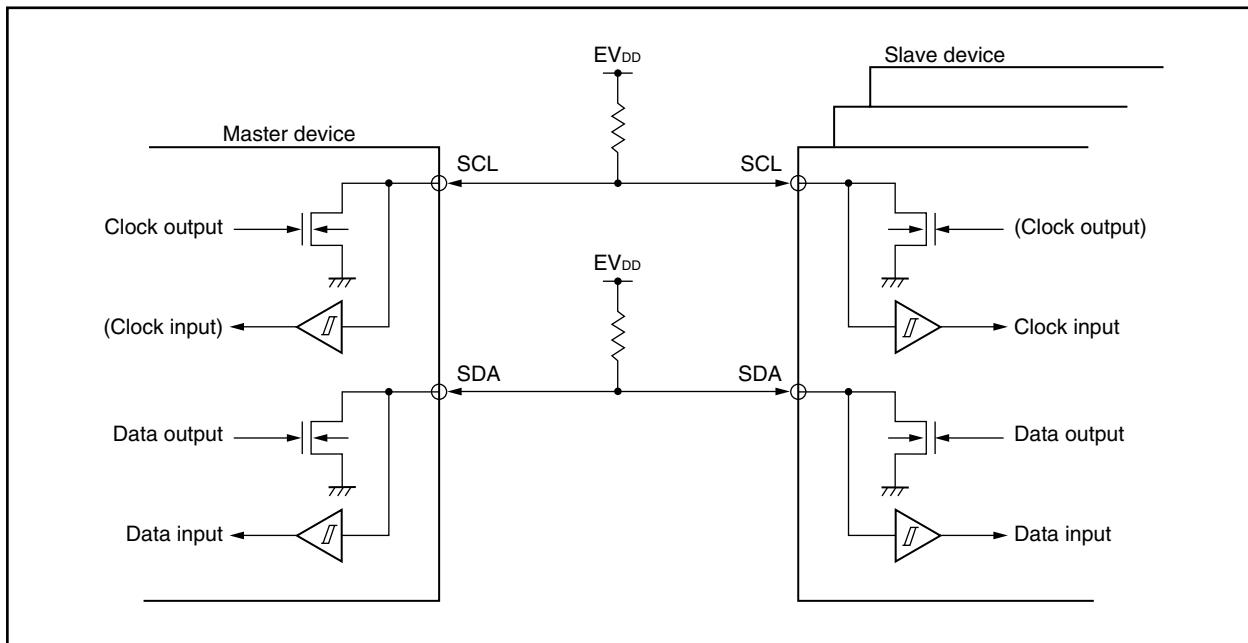 EVDD
Slave device
Master device
SCL
SCL
Clock output
(Clock output)
EVDD
(Clock input)
Clock input
SDA
SDA
Data output
Data output
Data input
Data input